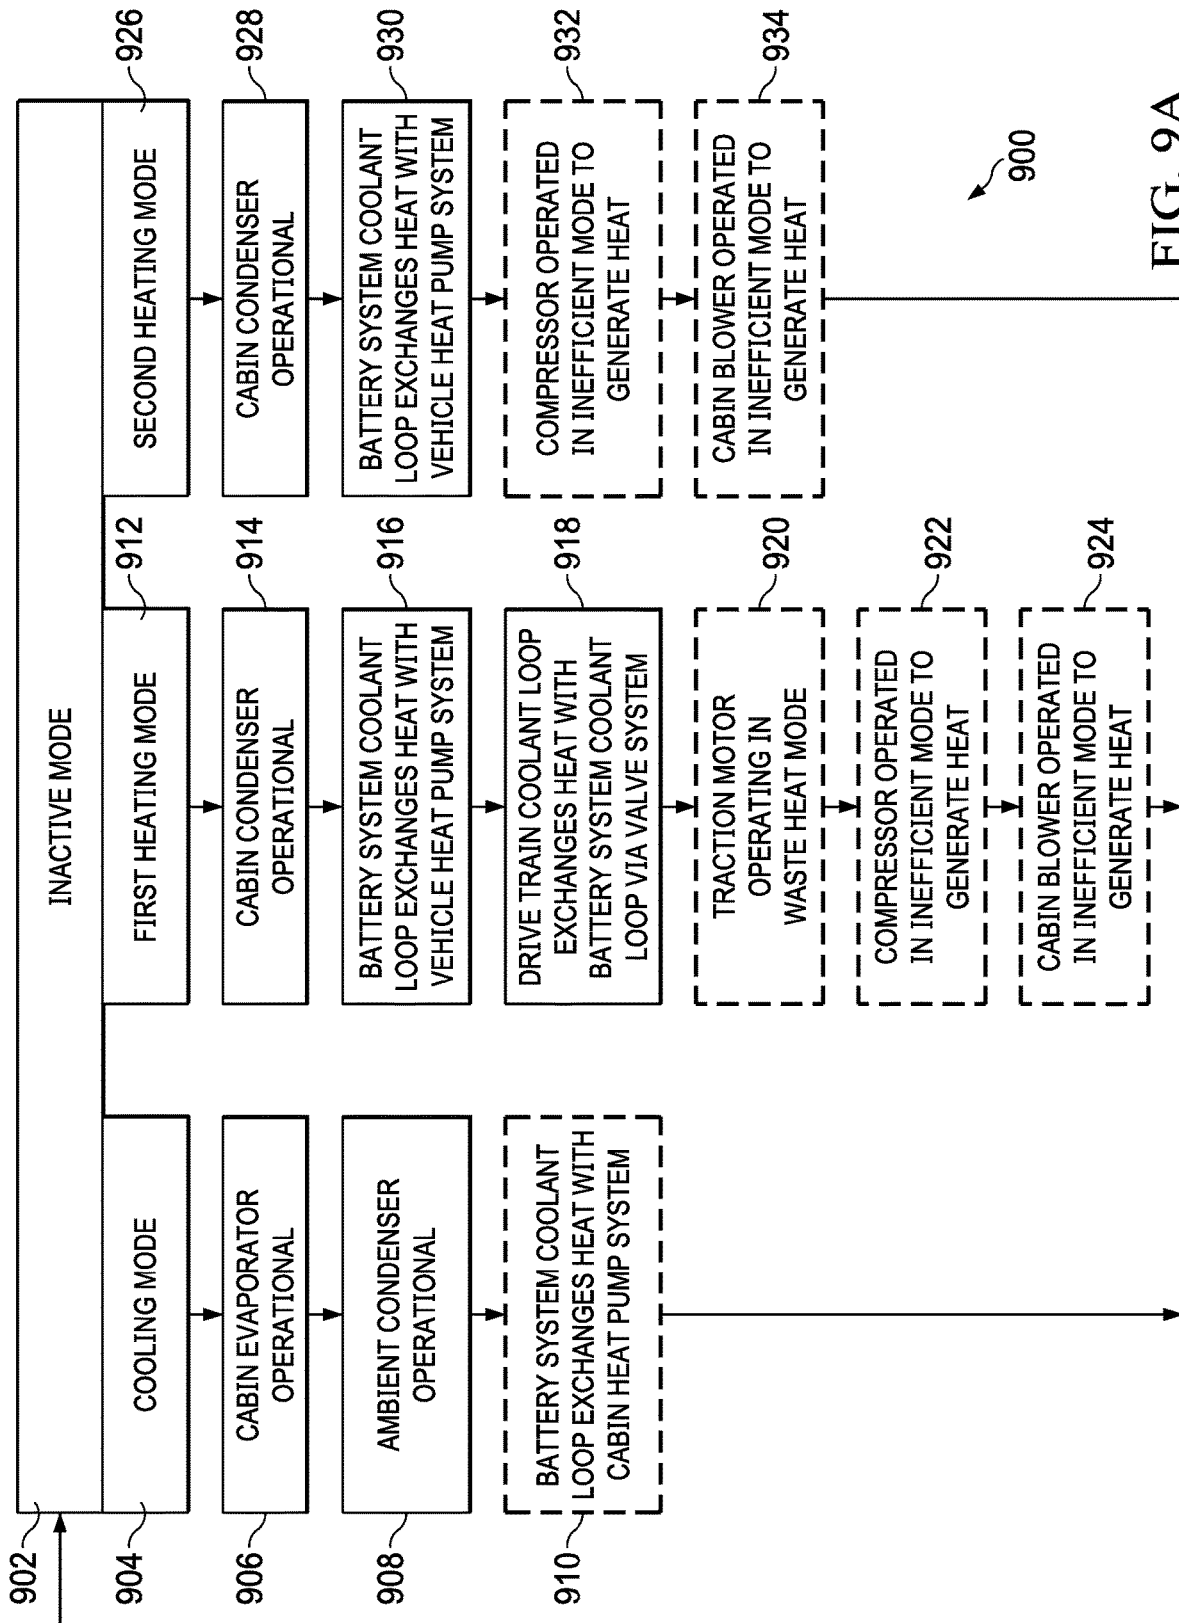 902
INACTIVE MODE
904
COOLING MODE
906
CABIN EVAPORATOR
OPERATIONAL
908
AMBIENT CONDENSER
OPERATIONAL
910
BATTERY SYSTEM COOLANT
LOOP EXCHANGES HEAT WITH
CABIN HEAT PUMP SYSTEM
912
FIRST HEATING MODE
914
CABIN CONDENSER
OPERATIONAL
916
BATTERY SYSTEM COOLANT
LOOP EXCHANGES HEAT WITH
VEHICLE HEAT PUMP SYSTEM
918
DRIVE TRAIN COOLANT LOOP
EXCHANGES HEAT WITH
BATTERY SYSTEM COOLANT
LOOP VIA VALVE SYSTEM
920
TRACTION MOTOR
OPERATING IN
WASTE HEAT MODE
922
COMPRESSOR OPERATED
IN INEFFICIENT MODE TO
GENERATE HEAT
924
CABIN BLOWER OPERATED
IN INEFFICIENT MODE TO
GENERATE HEAT
926
SECOND HEATING MODE
928
CABIN CONDENSER
OPERATIONAL
930
BATTERY SYSTEM COOLANT
LOOP EXCHANGES HEAT WITH
VEHICLE HEAT PUMP SYSTEM
932
COMPRESSOR OPERATED
IN INEFFICIENT MODE TO
GENERATE HEAT
934
CABIN BLOWER OPERATED
IN INEFFICIENT MODE TO
GENERATE HEAT
900
FIG. 9A